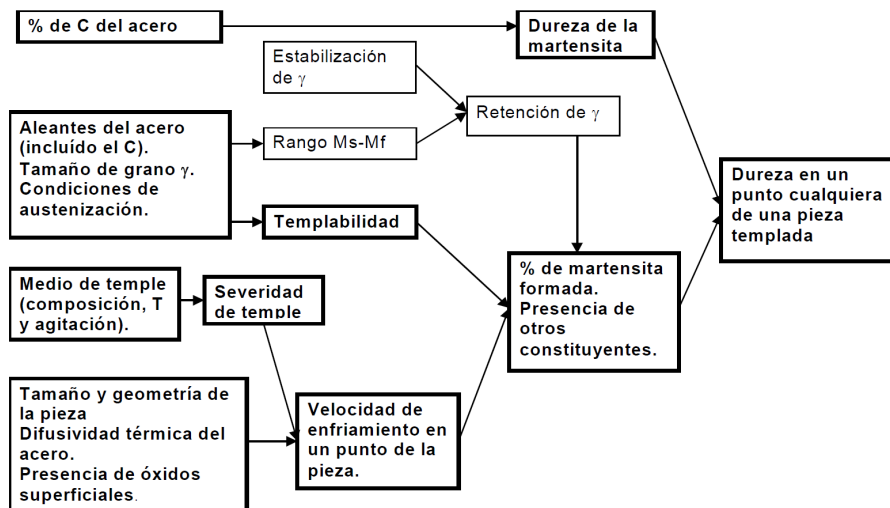 % de C del acero
Dureza de la
martensita
Estabilización
de γ
Retención de γ
Aleantes del acero
(incluído el C).
Tamaño de grano γ.
Condiciones de
austenización.
Rango Ms-Mf
Templabilidad
Dureza en un
punto cualquiera
de una pieza
templada
Medio de temple
(composición, T
y agitación).
Severidad
de temple
% de martensita
formada.
Presencia de
otros
constituyentes.
Tamaño y geometría de
la pieza
Difusividad térmica del
acero.
Presencia de óxidos
superficiales.
Velocidad de
enfriamiento en
un punto de la
pieza.